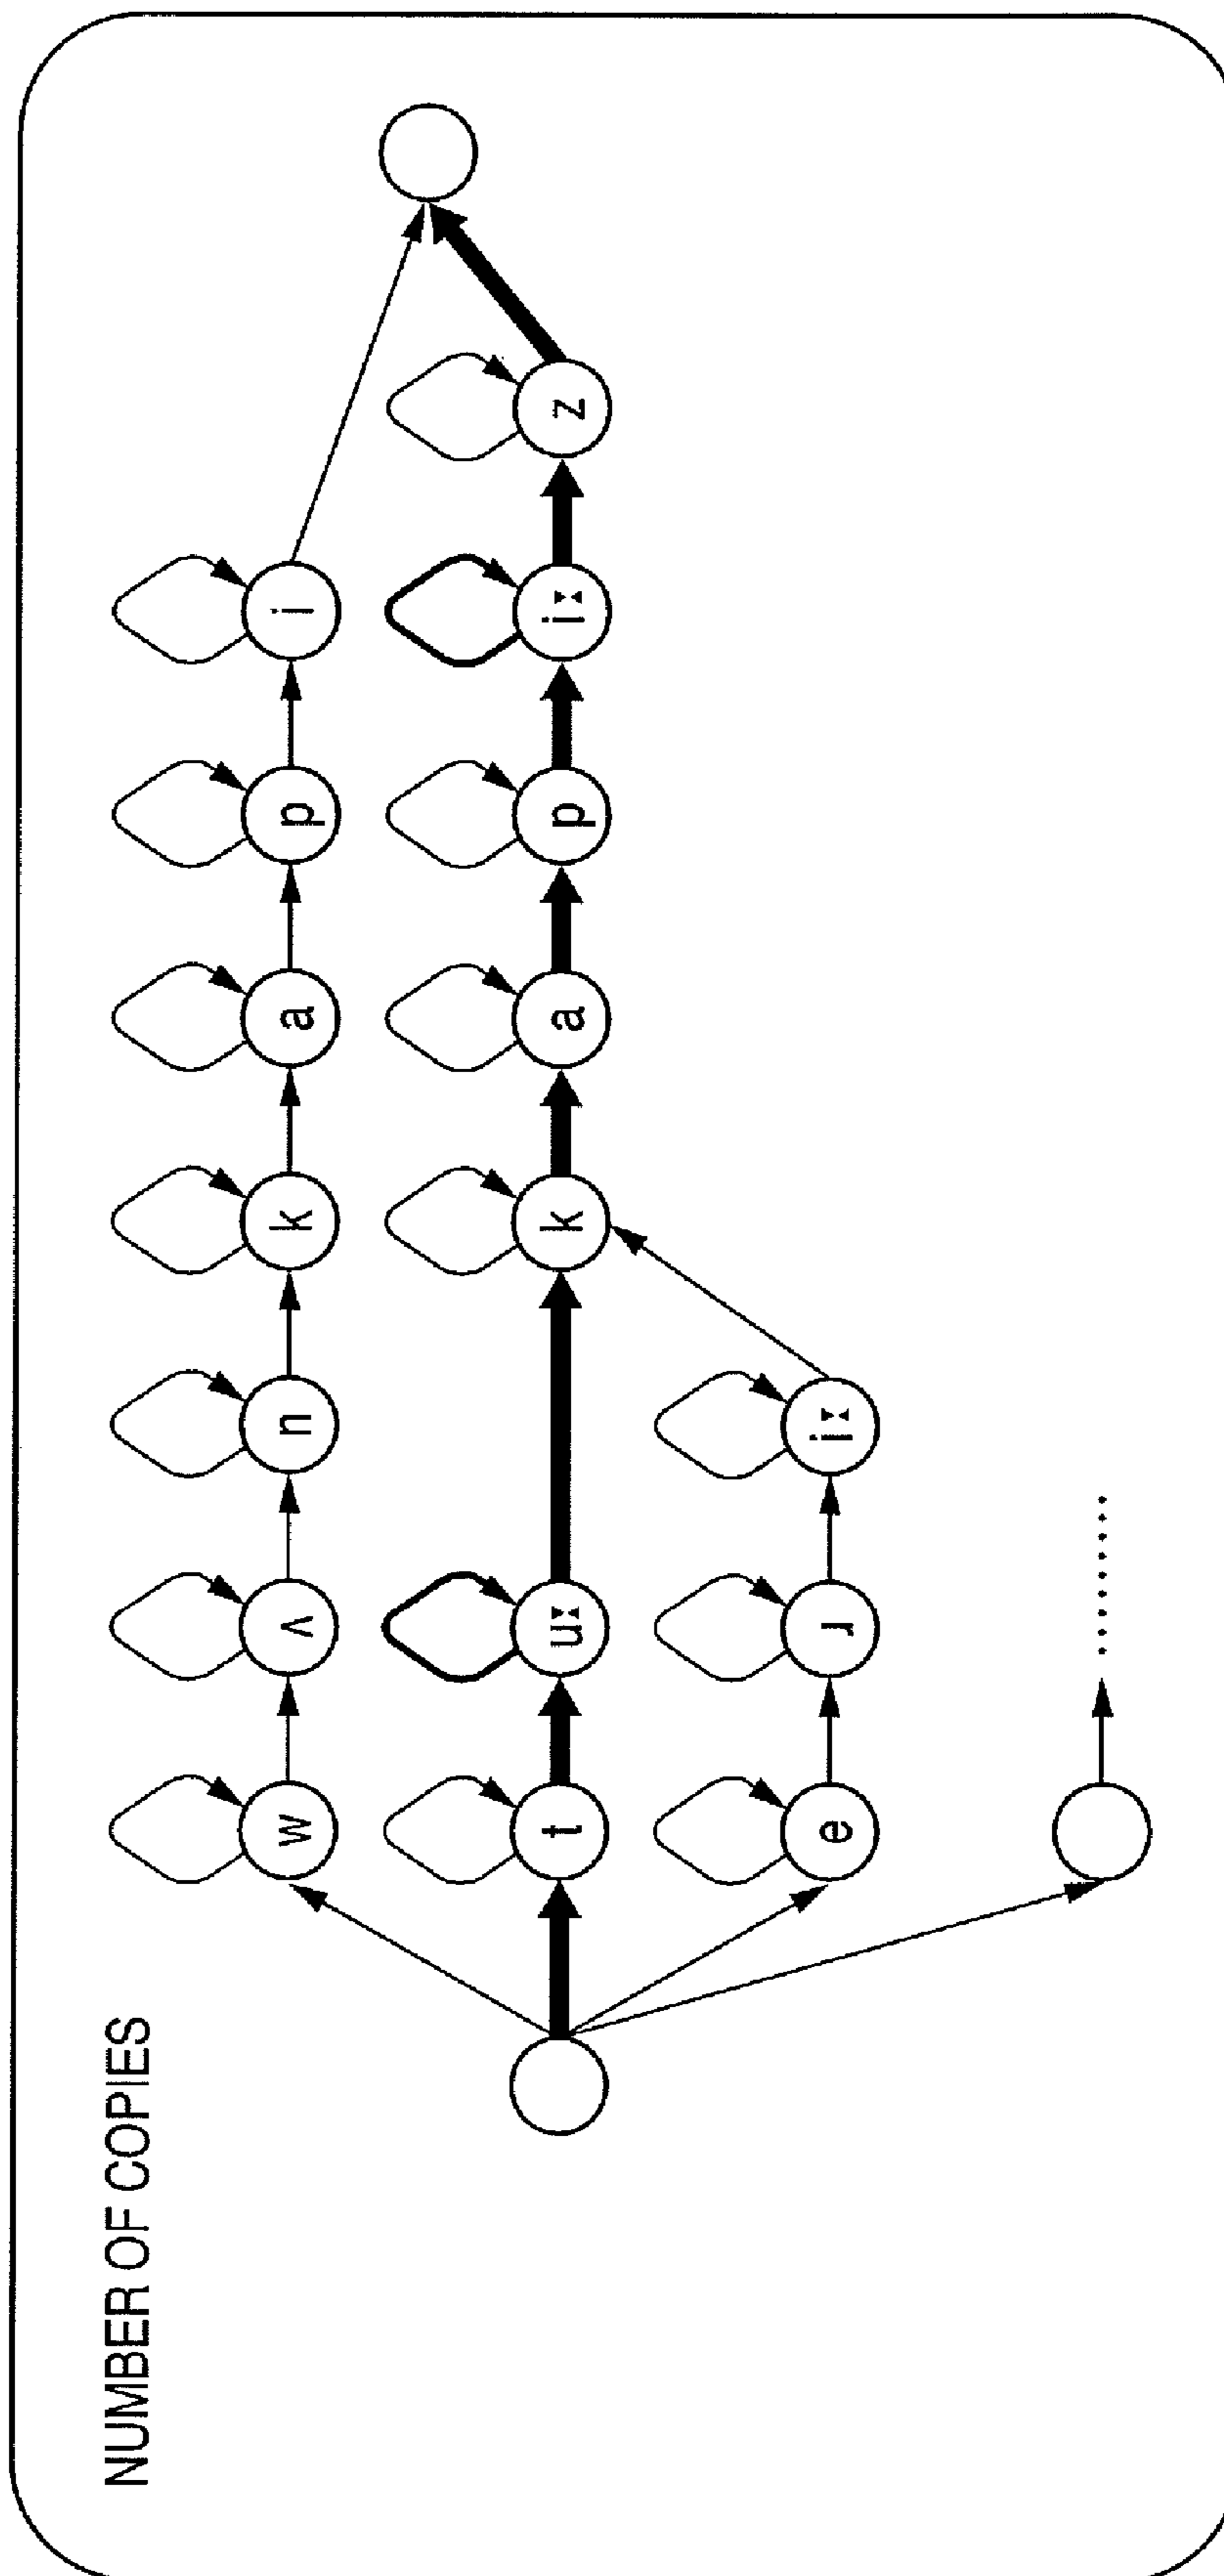 NUMBER OF COPIES
w ʌ n k a p i
t uː k a p iː z
e ɹ iː